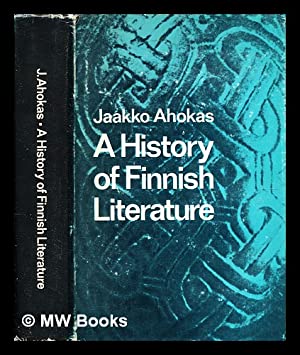 J. Ahokas • A History of Finnish Literature
Jaakko Ahokas
A History
of Finnish
Literature
© MW Books